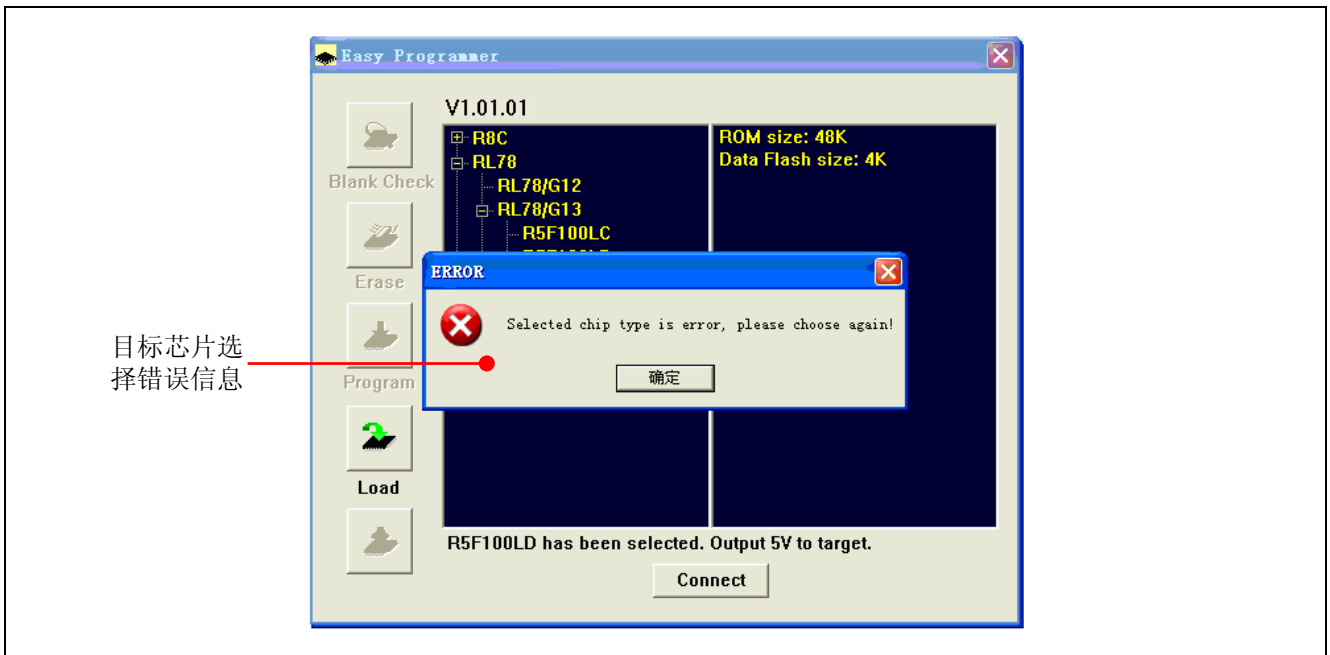 Easy Programmer
V1.01.01
R8C
RL78
RL78/G12
RL78/G13
R5F100LC
ROM size: 48K
Data Flash size: 4K
Blank Check
Erase
Program
Load
ERROR
Selected chip type is error, please choose again!
确定
目标芯片选
择错误信息
R5F100LD has been selected. Output 5V to target.
Connect